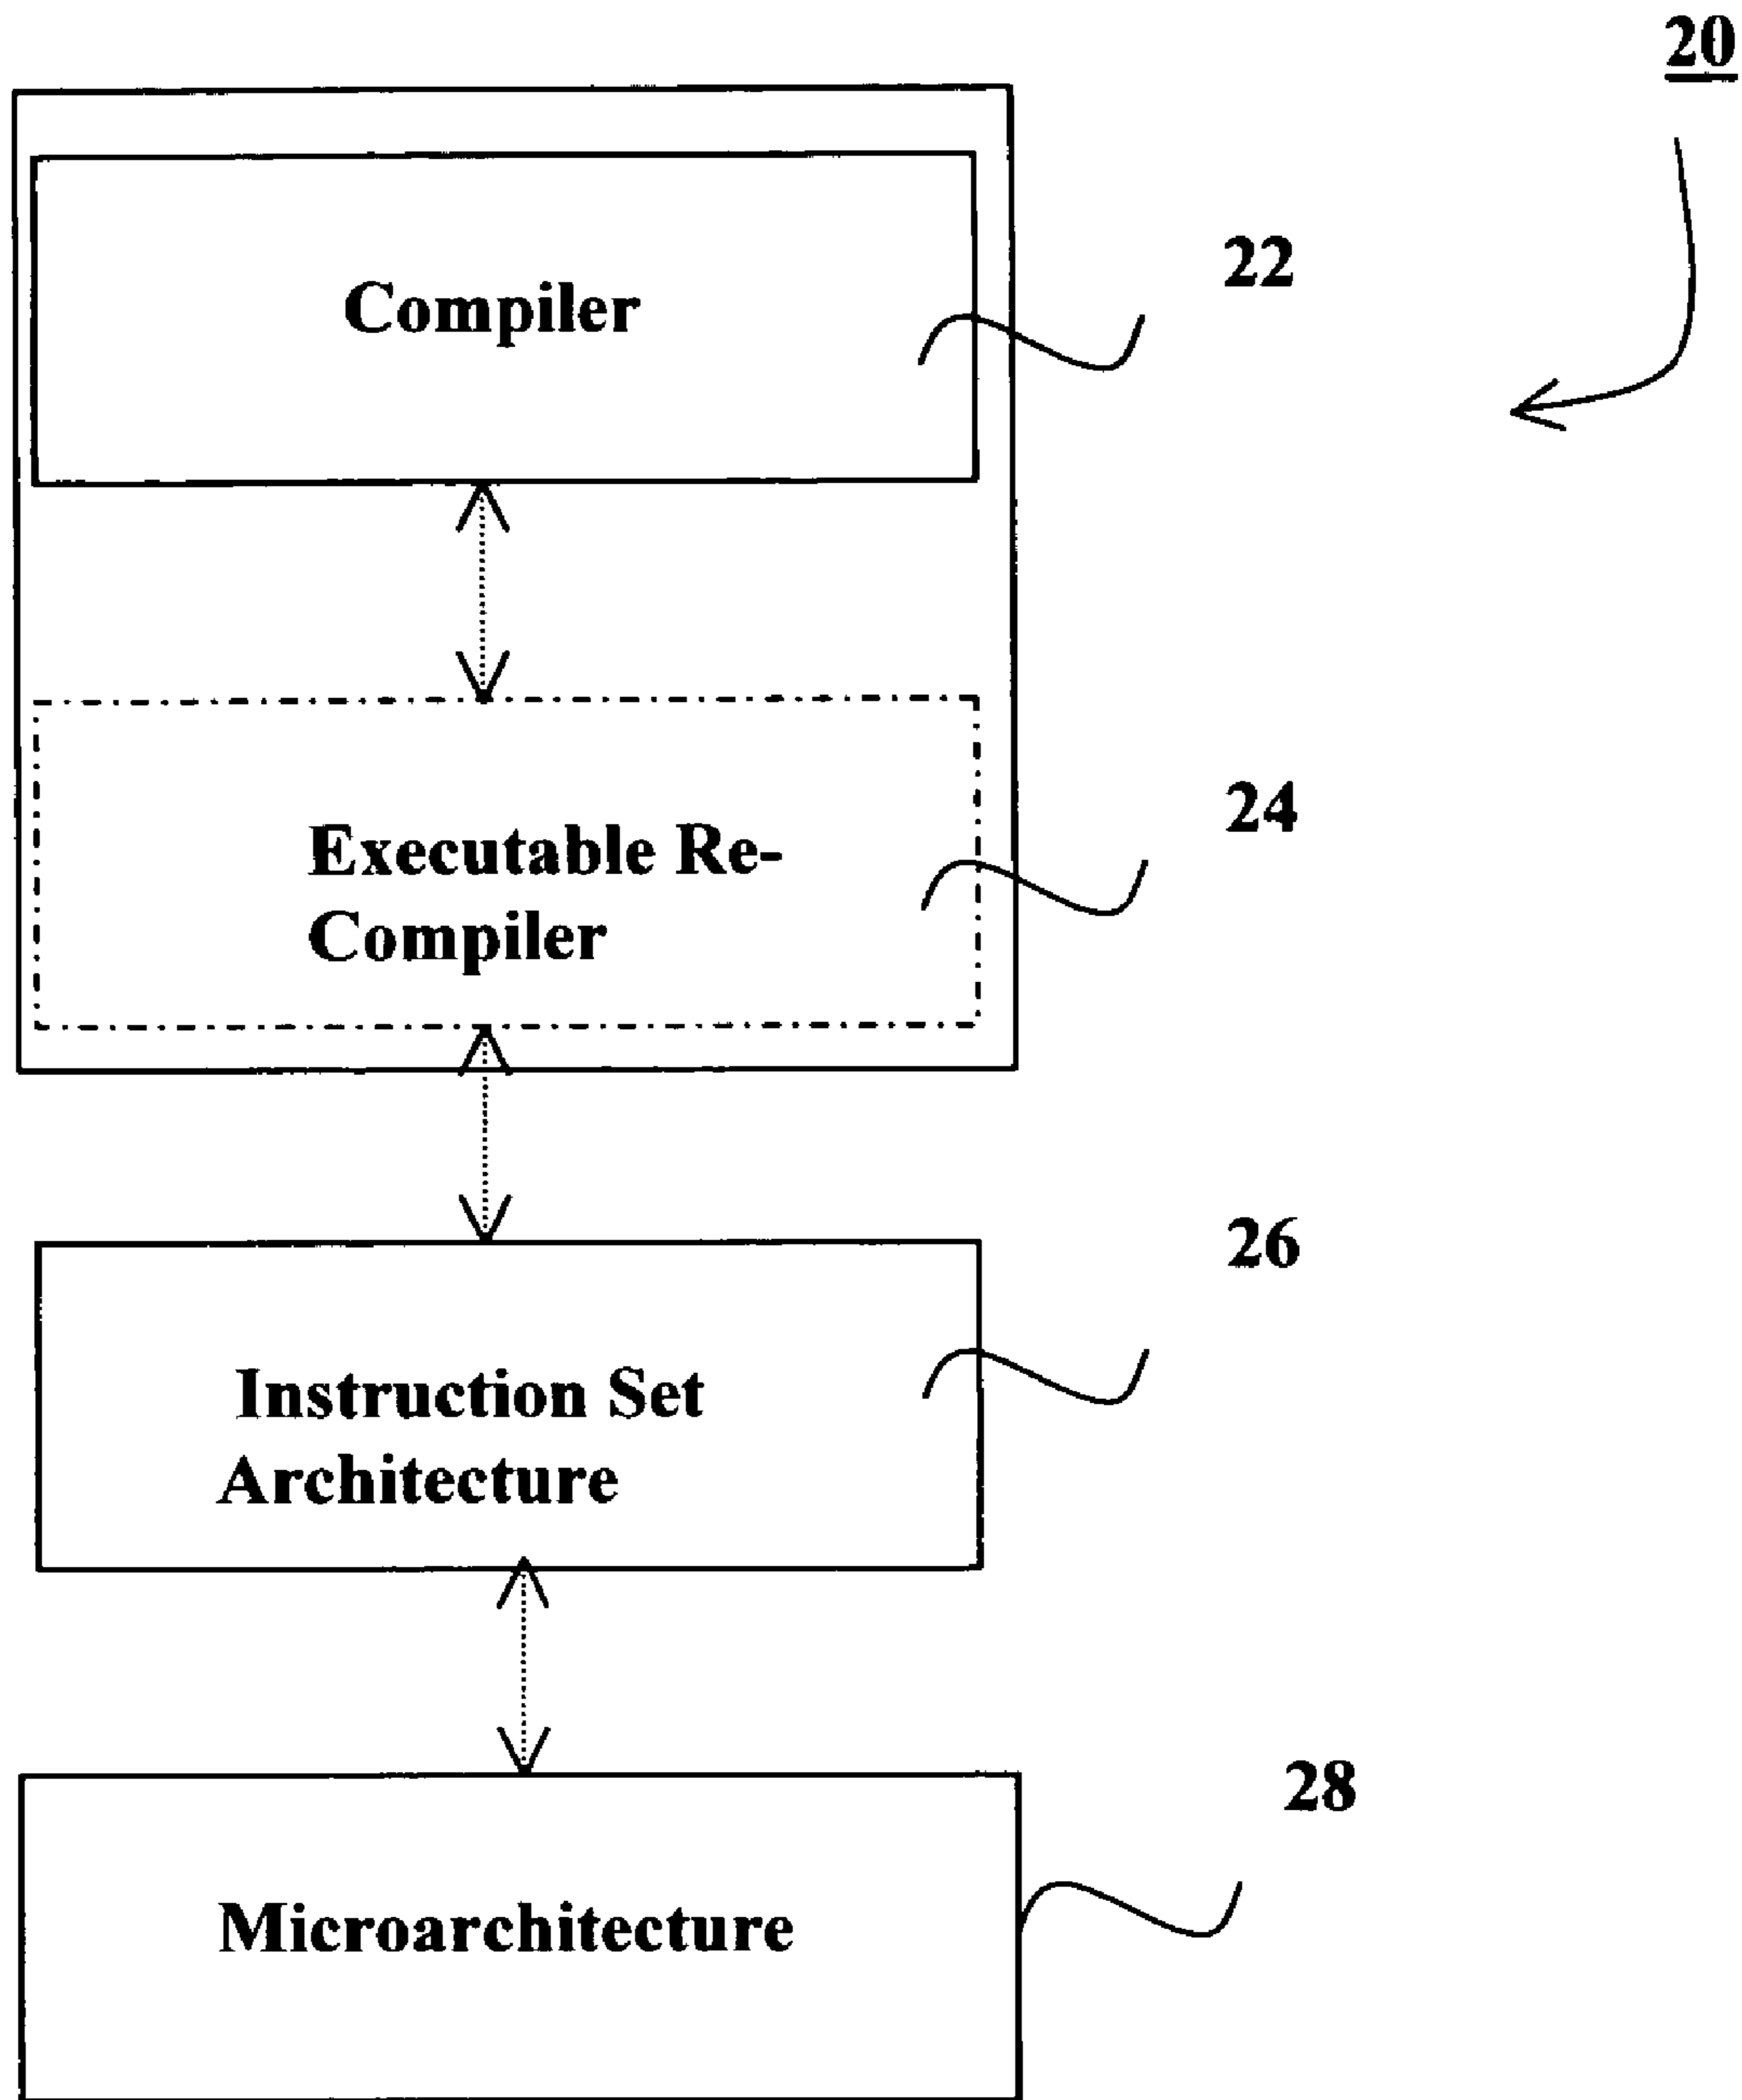 20
Compiler
22
Executable Re-
Compiler
24
Instruction Set
Architecture
26
Microarchitecture
28